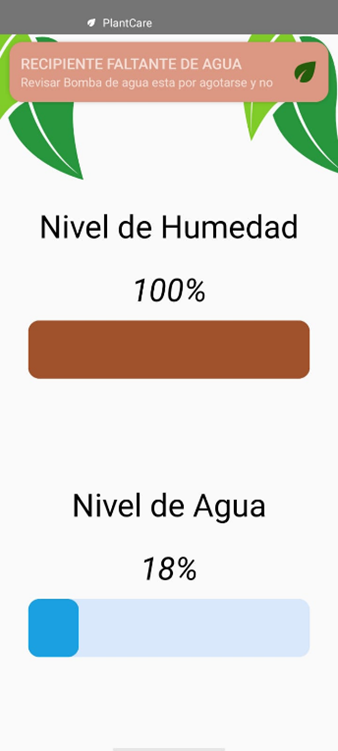 PlantCare
RECIPIENTE FALTANTE DE AGUA
Revisar Bomba de agua esta por agotarse y no
Nivel de Humedad
100%
Nivel de Agua
18%